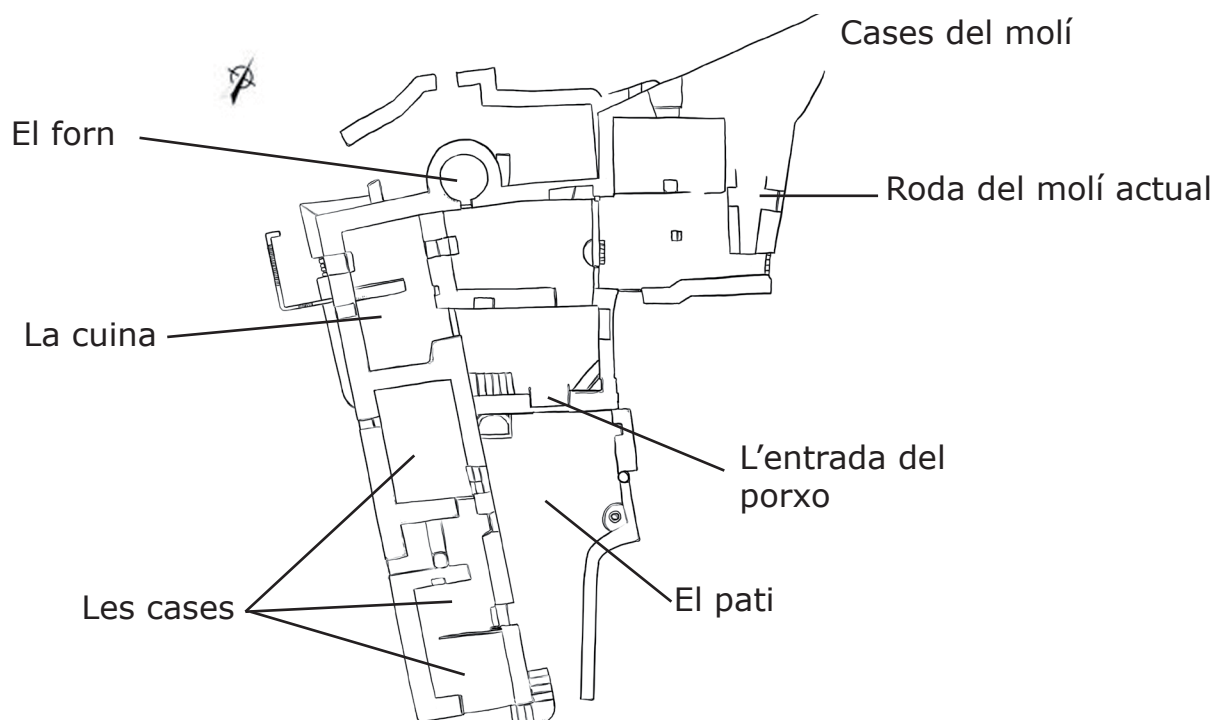 Cases del molí
El forn
Roda del molí actual
La cuina
L’entrada del
porxo
Les cases
El pati